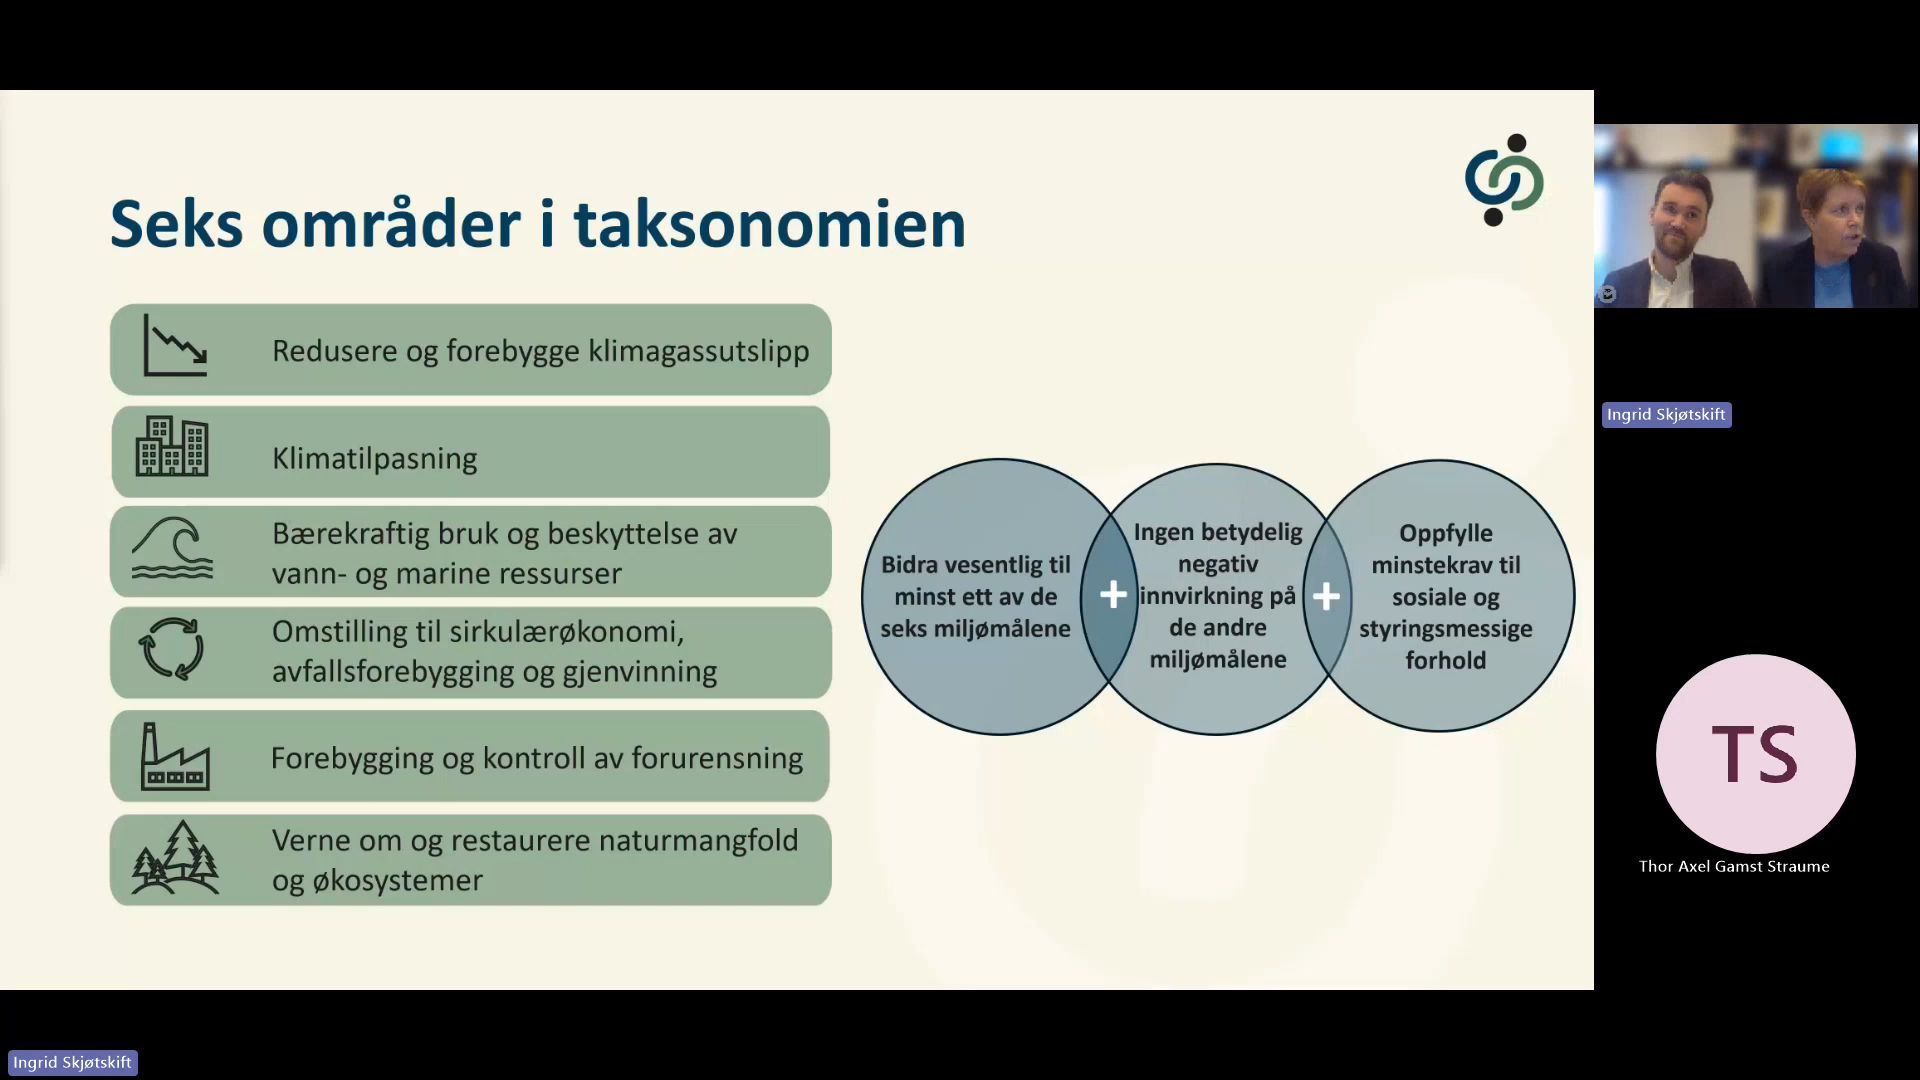 Seks områder i taksonomien
Redusere og forebygge klimagassutslipp
Klimatilpasning
Bærekraftig bruk og beskyttelse av
vann- og marine ressurser
Omstilling til sirkulærøkonomi,
avfallsforebygging og gjenvinning
Forebygging og kontroll av forurensning
Verne om og restaurere naturmangfold
og økosystemer
Bidra vesentlig til
minst ett av de
seks miljømålene
+
Ingen betydelig
negativ
innvirkning på
de andre
miljømålene
+
Oppfylle
minstekrav til
sosiale og
styringsmessige
forhold
Ingrid Skjøtskift
TS
Thor Axel Gamst Straume
Ingrid Skjøtskift